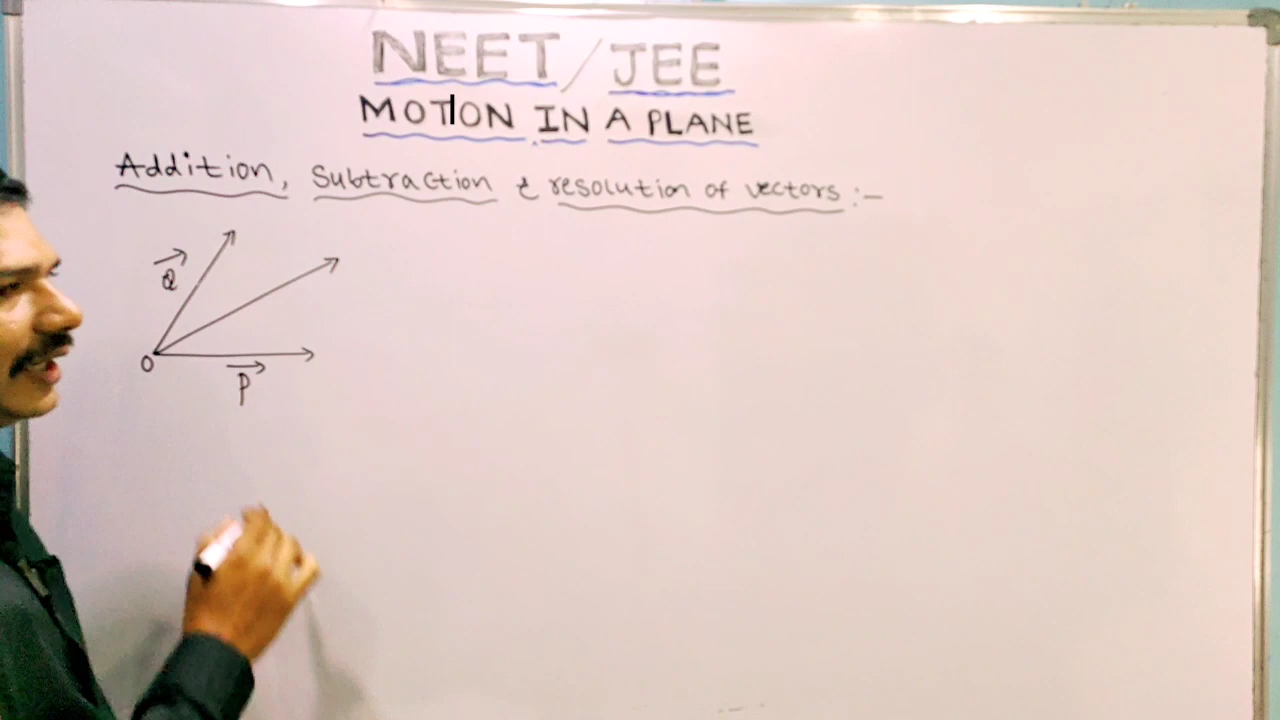 NEET/JEE
MOTION IN A PLANE
Addition, Subtraction & resolution of vectors :-
Q
O
P